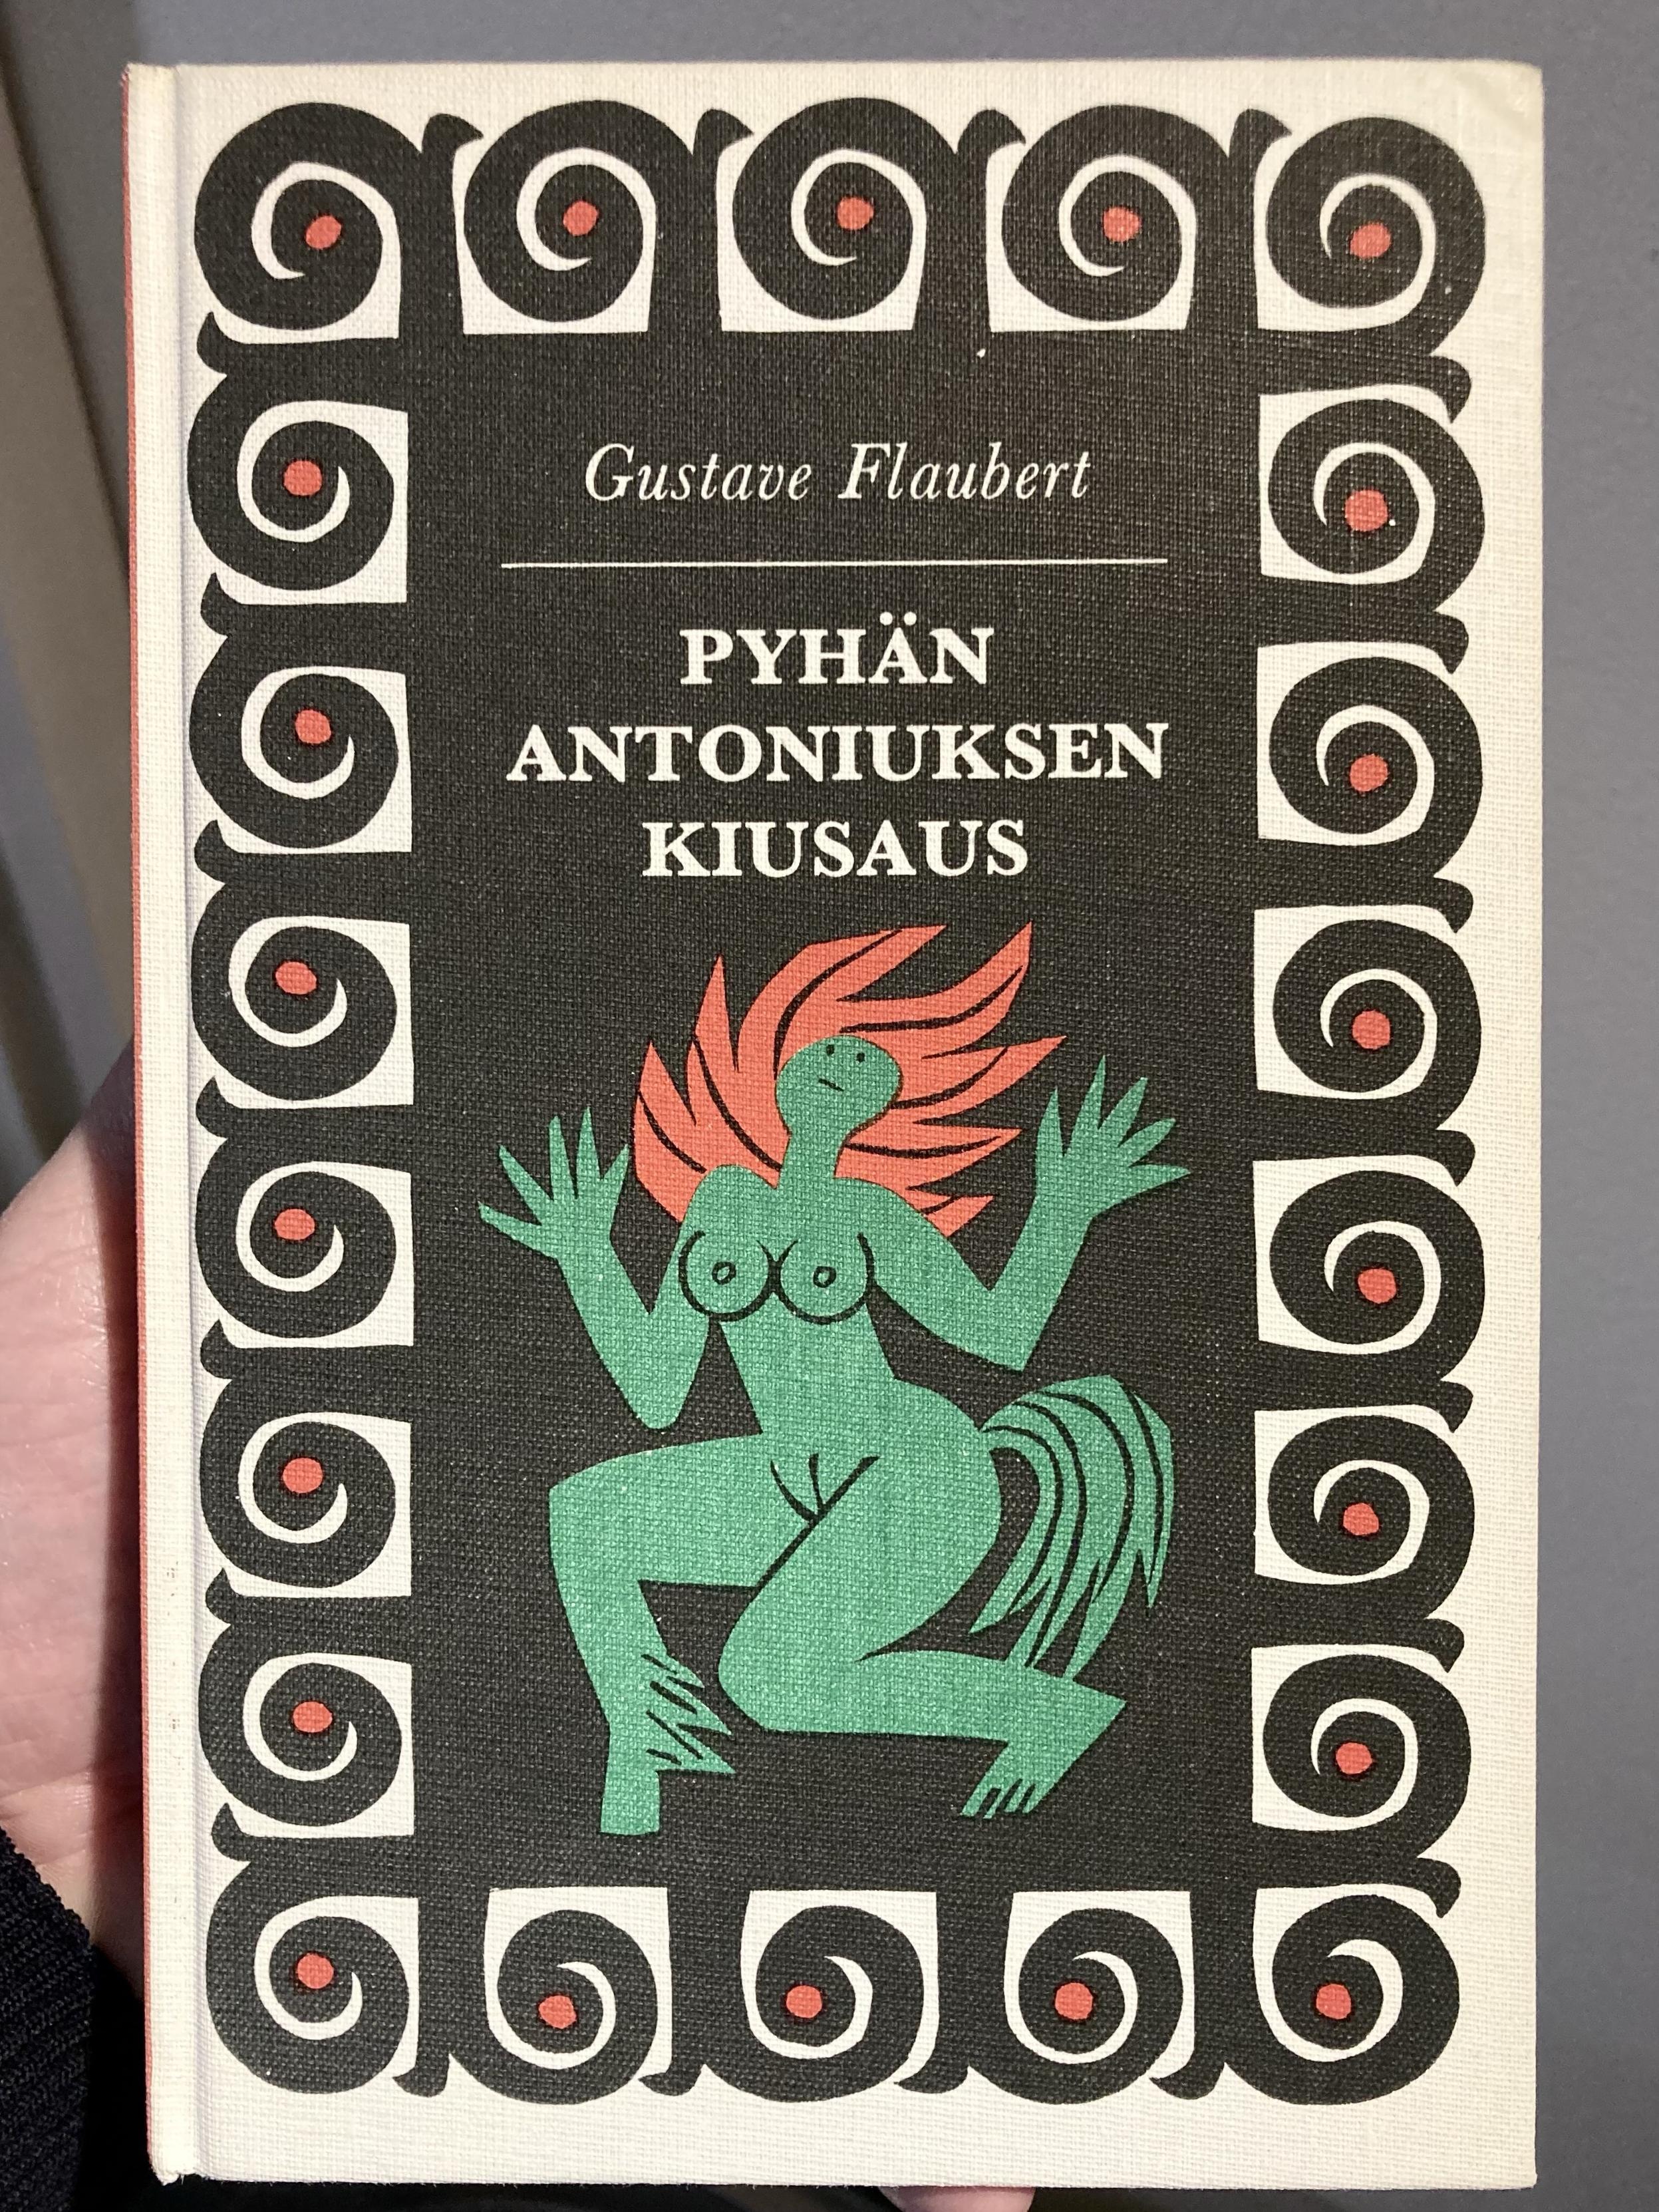 Gustave Flaubert
PYHÄN
ANTONIUKSEN
KIUSAUS